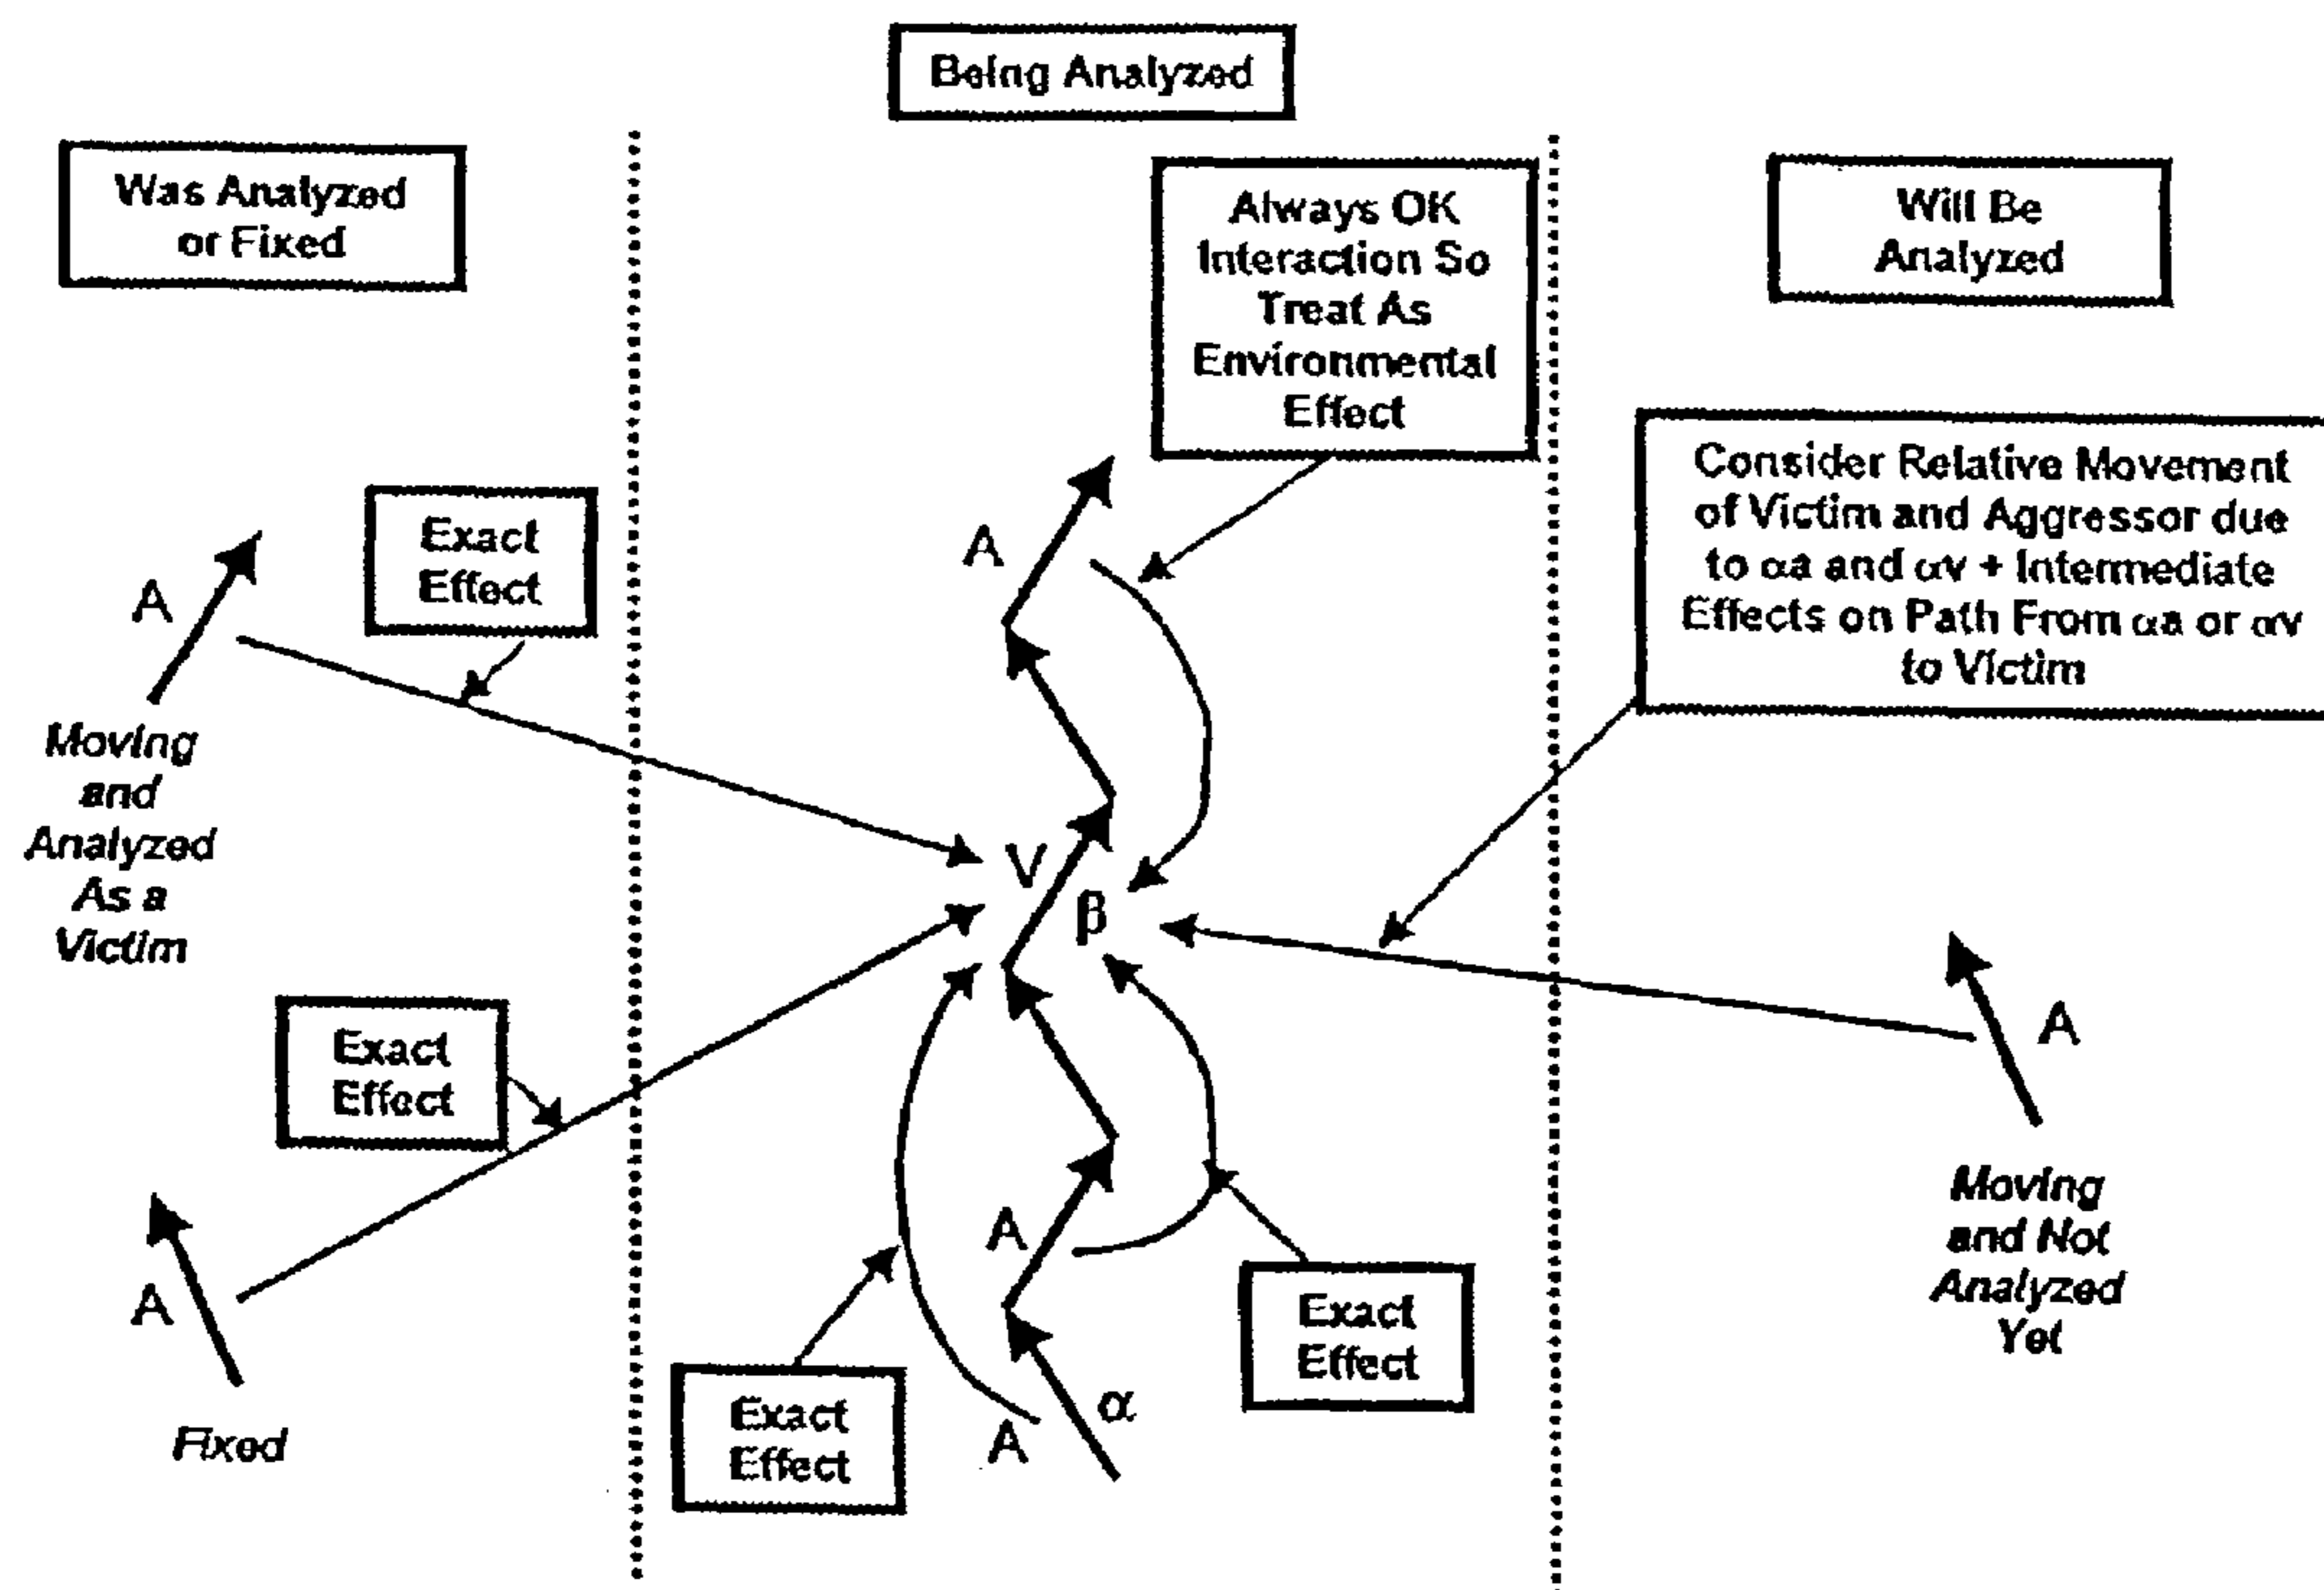 Being Analyzed
Was Analyzed
or Fixed
Always OK
Interaction So
Treat As
Environmental
Effect
Will Be
Analyzed
Consider Relative Movement
of Victim and Aggressor due
to αa and αv + Intermediate
Effects on Path From αa or αv
to Victim
Exact
Effect
A
A
Moving
and
Analyzed
As a
Victim
V
β
Exact
Effect
A
Moving
and Not
Analyzed
Yet
A
A
Fixed
Exact
Effect
Exact
Effect
A
α